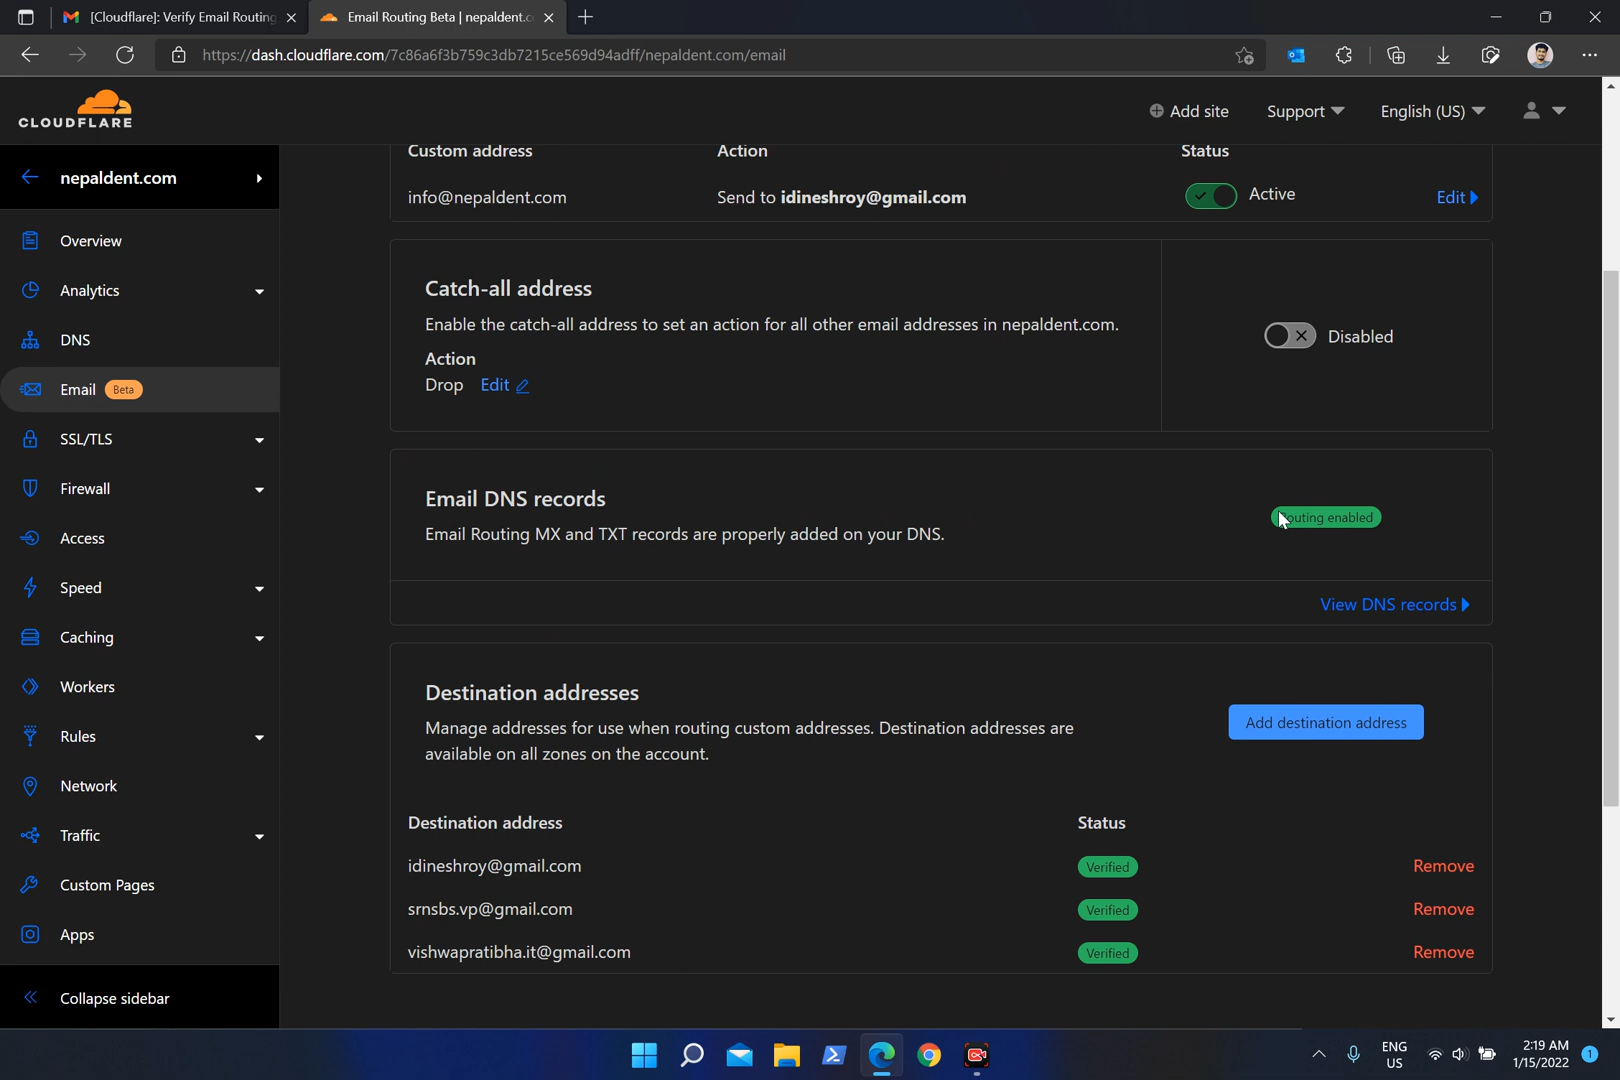 [Cloudflare]: Verify Email Routing
Email Routing Beta | nepaldent.c
https://dash.cloudflare.com/7c86a6f3b759c3db7215ce569d94adff/nepaldent.com/email
CLOUDFLARE
Add site
Support
English (US)
nepaldent.com
Overview
Analytics
DNS
Email Beta
SSL/TLS
Firewall
Access
Speed
Caching
Workers
Rules
Network
Traffic
Custom Pages
Apps
Collapse sidebar
Custom address Action Status
info@nepaldent.com Send to idineshroy@gmail.com Active Edit
Catch-all address
Enable the catch-all address to set an action for all other email addresses in nepaldent.com.
Action
Drop Edit
Disabled
Email DNS records
Email Routing MX and TXT records are properly added on your DNS.
Routing enabled
View DNS records
Destination addresses
Manage addresses for use when routing custom addresses. Destination addresses are
available on all zones on the account.
Add destination address
Destination address Status
idineshroy@gmail.com Verified Remove
srnsbs.vp@gmail.com Verified Remove
vishwapratibha.it@gmail.com Verified Remove
ENG
US
2:19 AM
1/15/2022
1